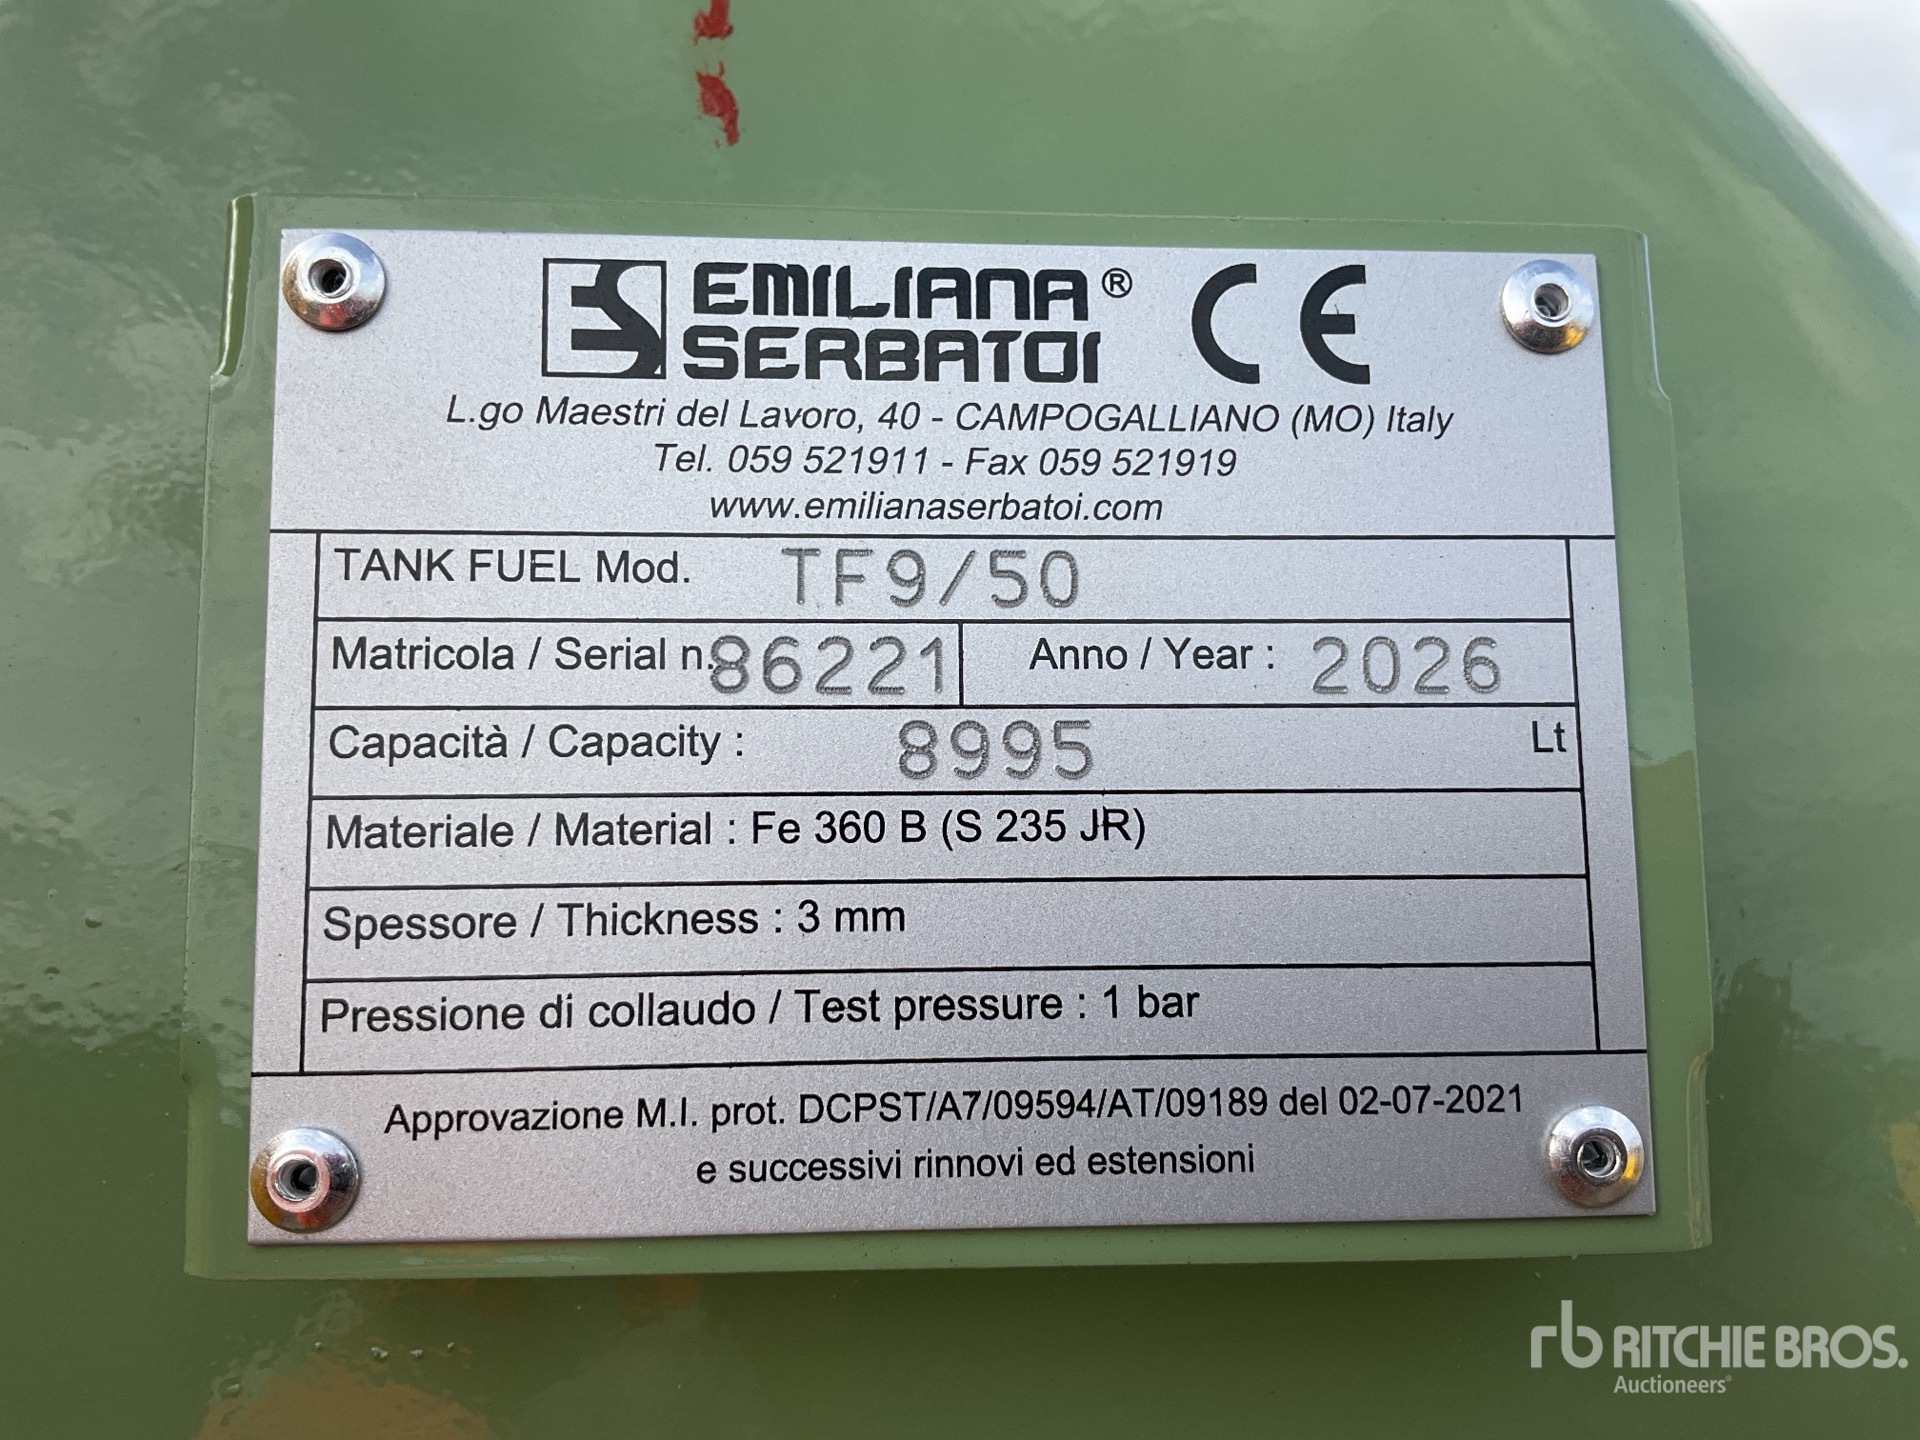 EMILIANA® CE
SERBATOI
L.go Maestri del Lavoro, 40 - CAMPOGALLIANO (MO) Italy
Tel. 059 521911 - Fax 059 521919
www.emilianaserbatoi.com
TANK FUEL Mod. TF9/50
Matricola / Serial n. 86221 Anno / Year : 2026
Capacità / Capacity : 8995 Lt
Materiale / Material : Fe 360 B (S 235 JR)
Spessore / Thickness : 3 mm
Pressione di collaudo / Test pressure : 1 bar
Approvazione M.I. prot. DCPST/A7/09594/AT/09189 del 02-07-2021
e successivi rinnovi ed estensioni
rb RITCHIE BROS.
Auctioneers®